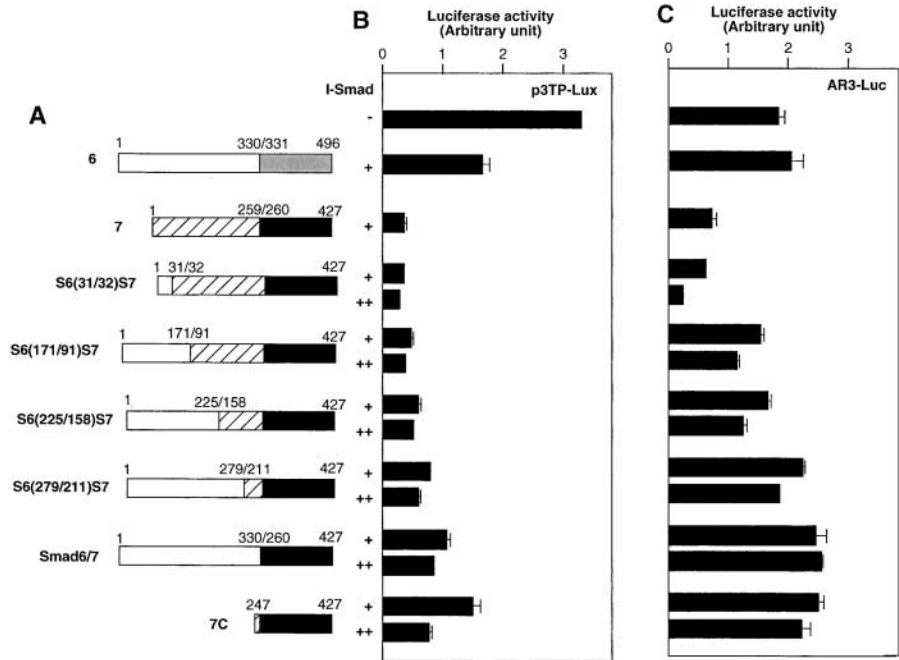 B
Luciferase activity
(Arbitrary unit)
0 1 2 3
C
Luciferase activity
(Arbitrary unit)
0 1 2 3
I-Smad
p3TP-Lux
AR3-Luc
A
-
6
1 330/331 496
+
7
1 259/260 427
+
S6(31/32)S7
1 31/32 427
+
++
S6(171/91)S7
1 171/91 427
+
++
S6(225/158)S7
1 225/158 427
+
++
S6(279/211)S7
1 279/211 427
+
++
Smad6/7
1 330/260 427
+
++
7C
247 427
+
++